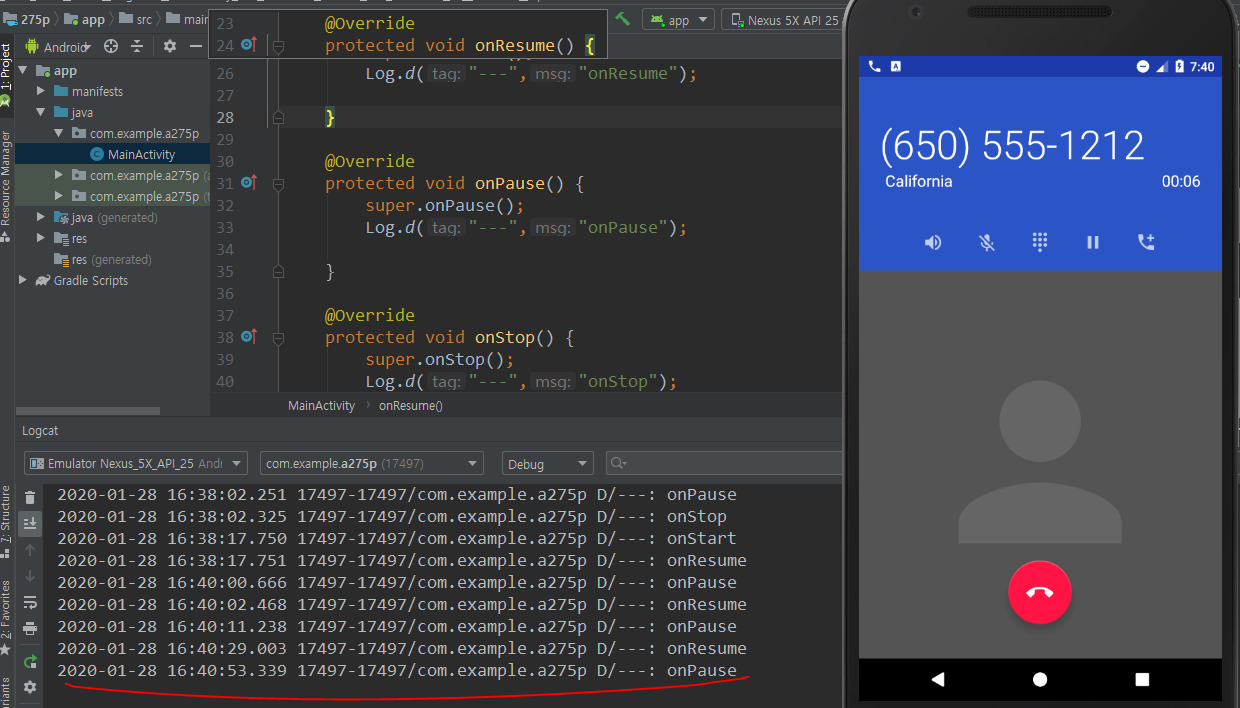 275p app src main
app
Nexus 5X API 25
1: Project
Resource Manager
7: Structure
2: Favorites
Android
app
manifests
java
com.example.a275p
MainActivity
com.example.a275p
com.example.a275p
java (generated)
res
res (generated)
Gradle Scripts
23 @Override
24 protected void onResume() {
26 Log.d( tag: "---", msg: "onResume");
27
28 }
29
30 @Override
31 protected void onPause() {
32 super.onPause();
33 Log.d( tag: "---", msg: "onPause");
34
35 }
36
37 @Override
38 protected void onStop() {
39 super.onStop();
40 Log.d( tag: "---", msg: "onStop");
MainActivity onResume()
Logcat
Emulator Nexus_5X_API_25 Andr com.example.a275p (17497) Debug
2020-01-28 16:38:02.251 17497-17497/com.example.a275p D/---: onPause
2020-01-28 16:38:02.325 17497-17497/com.example.a275p D/---: onStop
2020-01-28 16:38:17.750 17497-17497/com.example.a275p D/---: onStart
2020-01-28 16:38:17.751 17497-17497/com.example.a275p D/---: onResume
2020-01-28 16:40:00.666 17497-17497/com.example.a275p D/---: onPause
2020-01-28 16:40:02.468 17497-17497/com.example.a275p D/---: onResume
2020-01-28 16:40:11.238 17497-17497/com.example.a275p D/---: onPause
2020-01-28 16:40:29.003 17497-17497/com.example.a275p D/---: onResume
2020-01-28 16:40:53.339 17497-17497/com.example.a275p D/---: onPause
7:40
(650) 555-1212
California 00:06